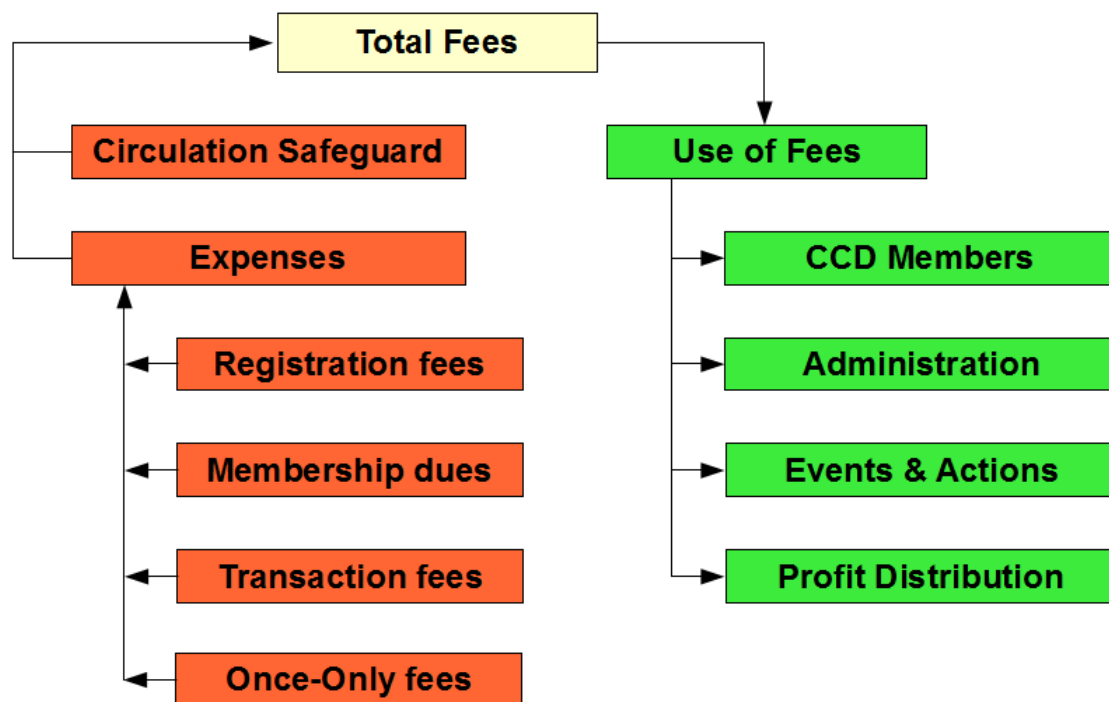 Total Fees
Circulation Safeguard
Use of Fees
Expenses
CCD Members
Registration fees
Administration
Membership dues
Events & Actions
Transaction fees
Profit Distribution
Once-Only fees